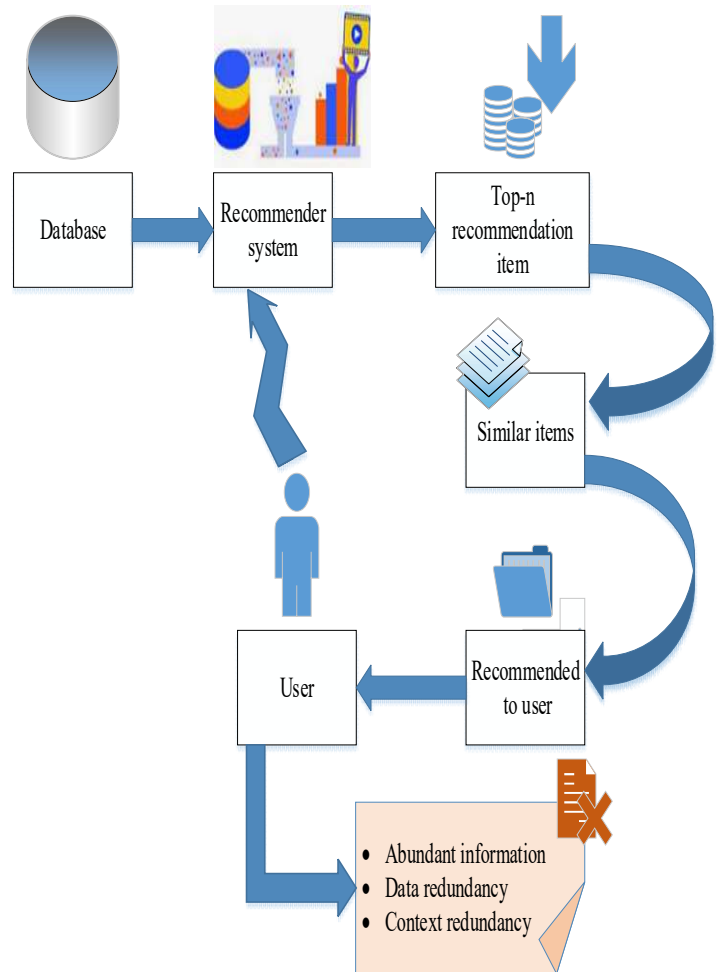 Database
Recommender
system
Top-n
recommendation
item
Similar items
Recommended
to user
User
• Abundant information
• Data redundancy
• Context redundancy